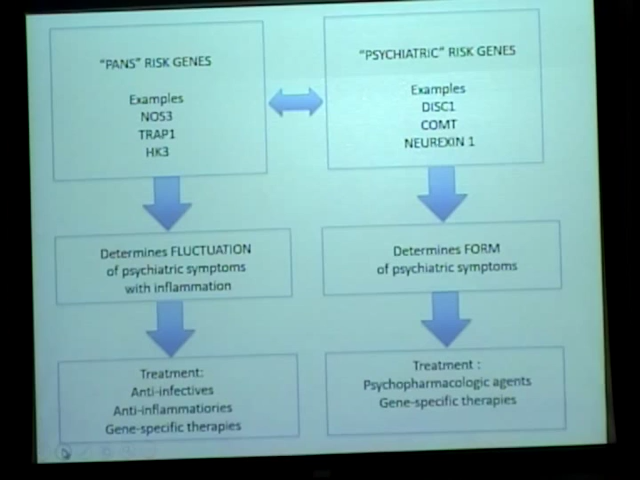 "PANS" RISK GENES
Examples
NOS3
TRAP1
HK3
"PSYCHIATRIC" RISK GENES
Examples
DISC1
COMT
NEUREXIN 1
Determines FLUCTUATION
of psychiatric symptoms
with inflammation
Determines FORM
of psychiatric symptoms
Treatment:
Anti-infectives
Anti-inflammatiories
Gene-specific therapies
Treatment :
Psychopharmacologic agents
Gene-specific therapies